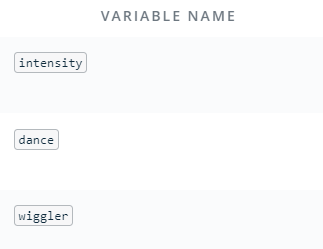 VARIABLE NAME
intensity
dance
wiggler